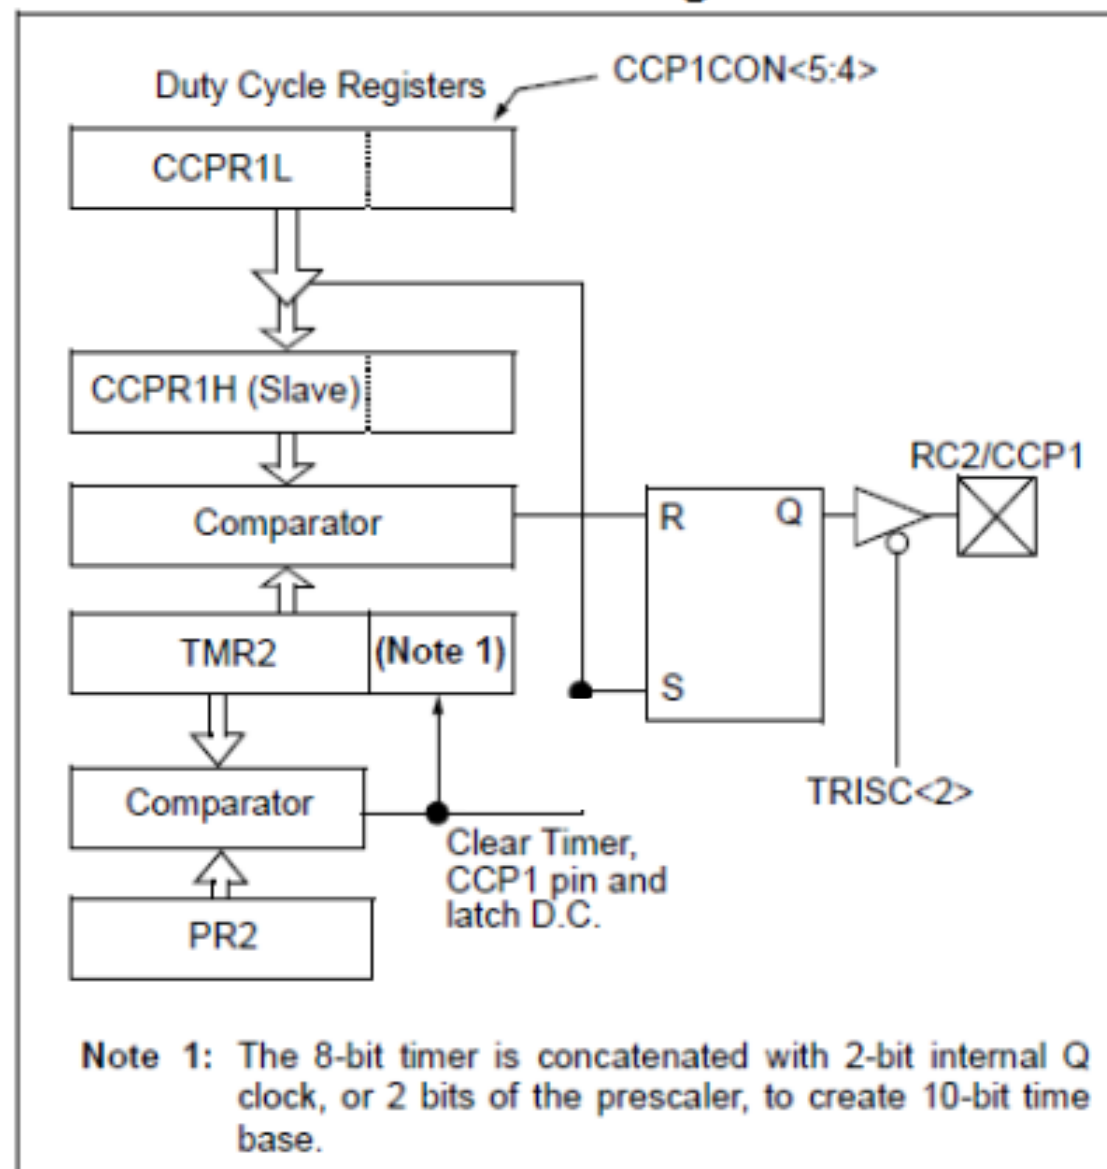 Duty Cycle Registers
CCP1CON<5:4>
CCPR1L
CCPR1H (Slave)
Comparator
TMR2
(Note 1)
Comparator
PR2
Clear Timer,
CCP1 pin and
latch D.C.
R
Q
S
RC2/CCP1
TRISC<2>
Note 1: The 8-bit timer is concatenated with 2-bit internal Q
clock, or 2 bits of the prescaler, to create 10-bit time
base.